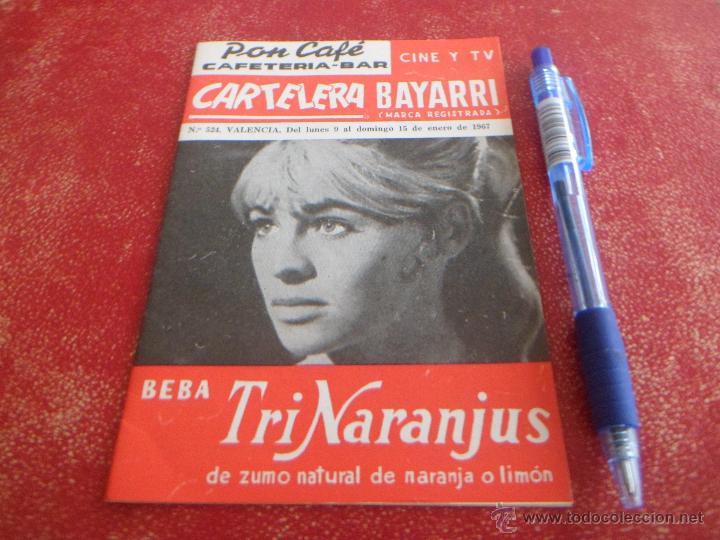 Pon Café
CAFETERIA-BAR
CINE Y TV
CARTELERA BAYARRI
(MARCA REGISTRADA)
N.º 524. VALENCIA, Del lunes 9 al domingo 15 de enero de 1967
BEBA TriNaranjus
de zumo natural de naranja o limón
www.todocoleccion.net